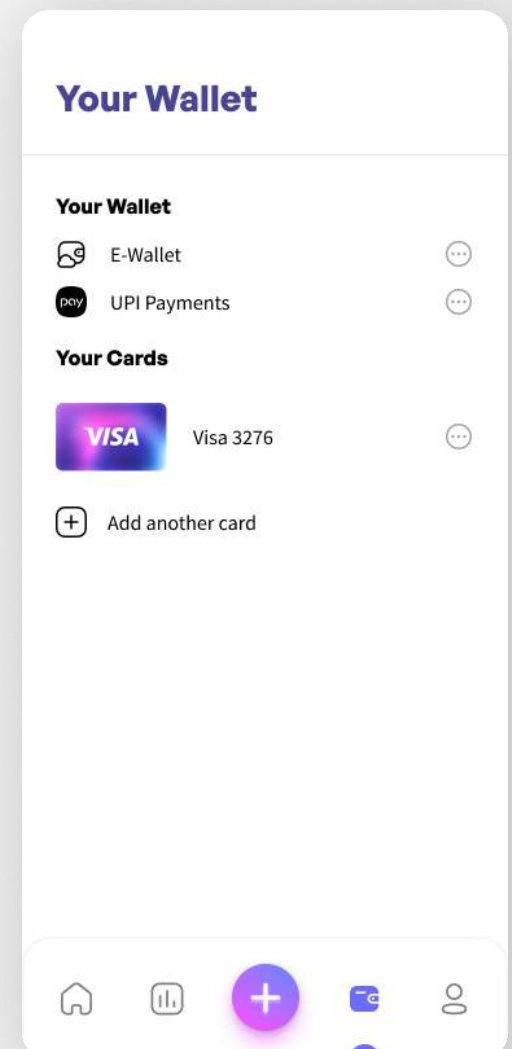 Your Wallet
Your Wallet
E-Wallet
pay
UPI Payments
Your Cards
VISA
Visa 3276
Add another card